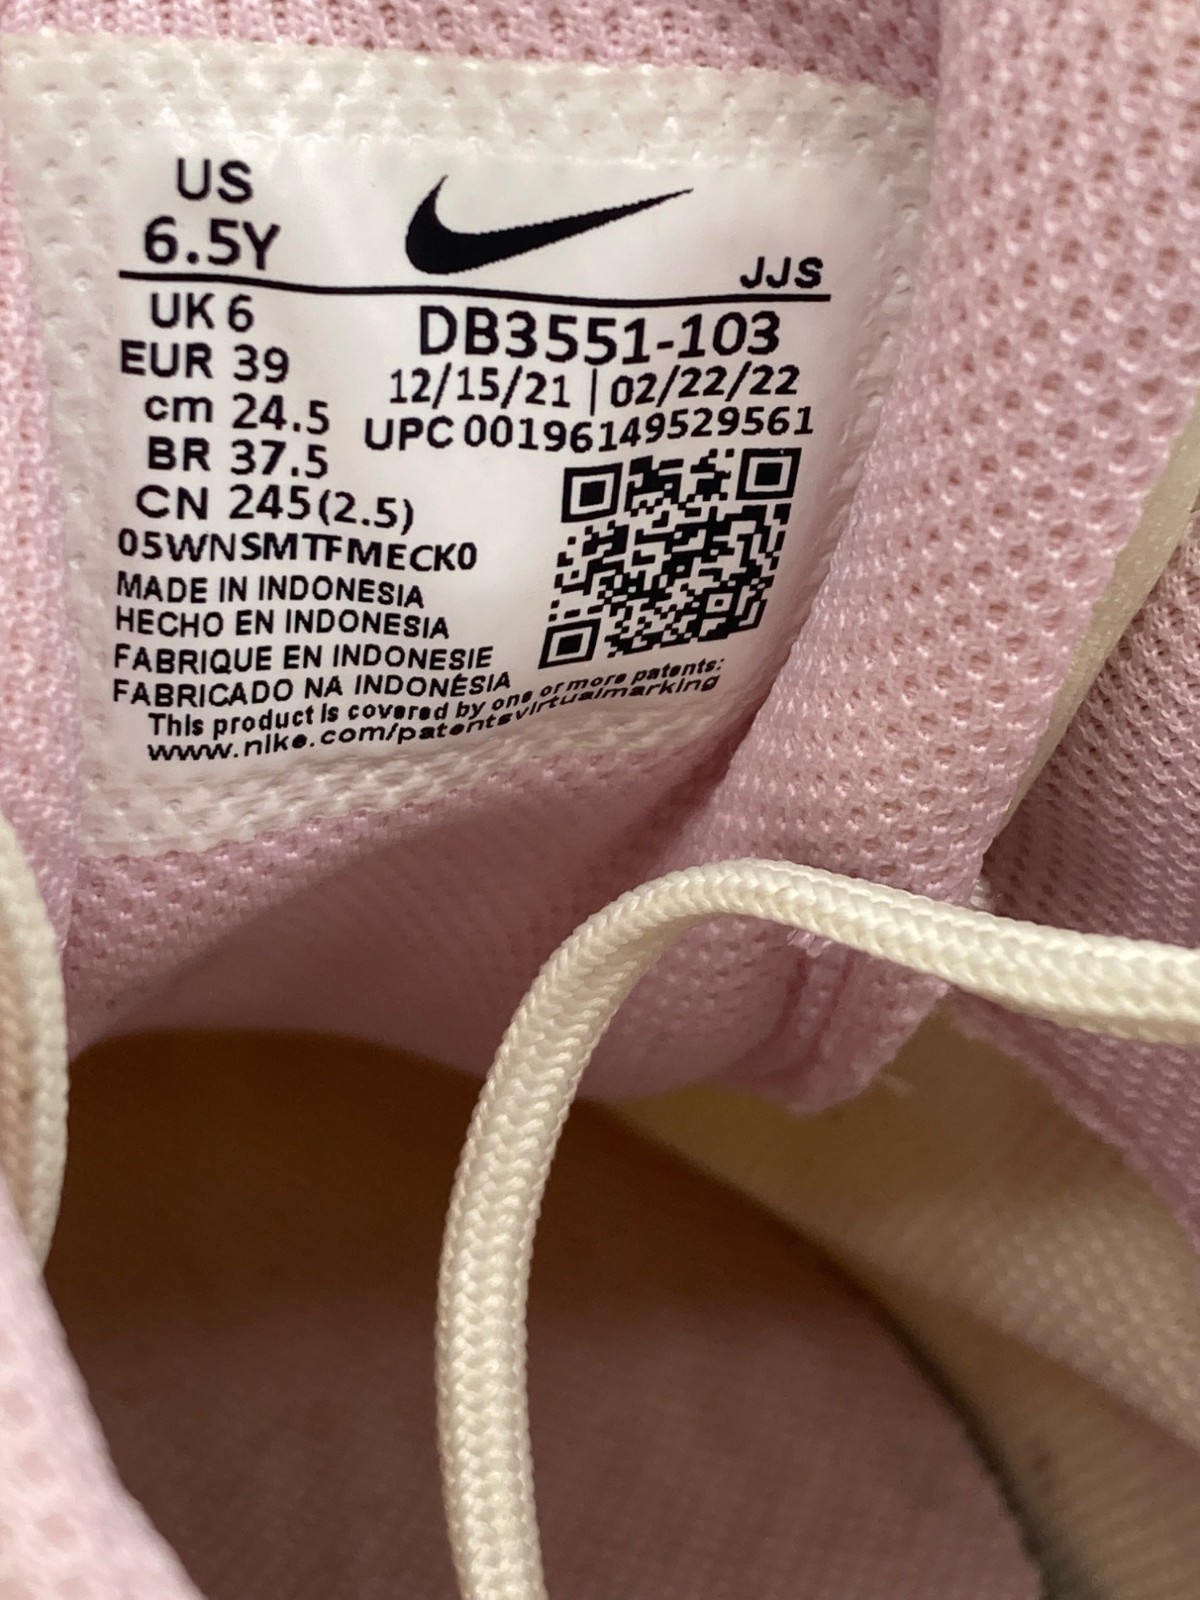 US
6.5Y
JJS
UK 6
EUR 39
cm 24.5
BR 37.5
CN 245(2.5)
DB3551-103
12/15/21 | 02/22/22
UPC 00196149529561
05WNSMTFMECK0
MADE IN INDONESIA
HECHO EN INDONESIA
FABRIQUE EN INDONESIE
FABRICADO NA INDONÉSIA
This product is covered by one or more patents:
www.nike.com/patentsvirtualmarking